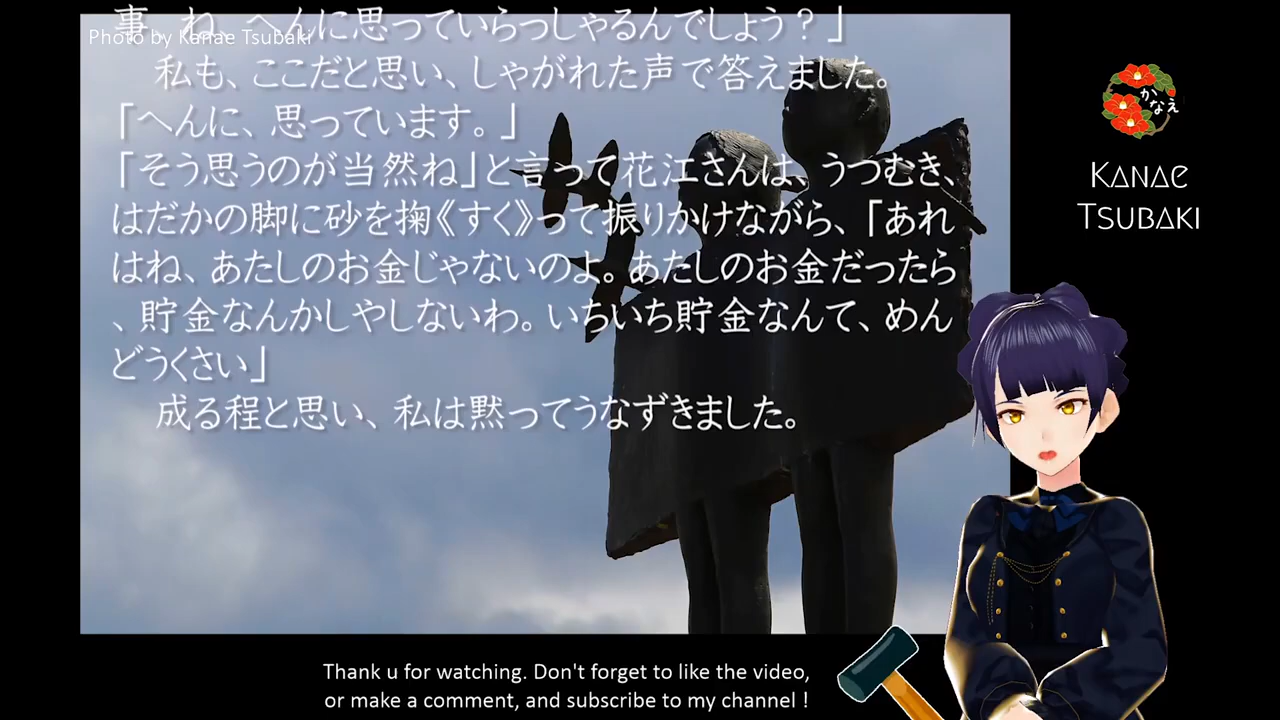 事、ね、へんに思っていらっしゃるんでしょう？」
Photo by Kanae Tsubaki
私も、ここだと思い、しゃがれた声で答えました。
「へんに、思っています。」
「そう思うのが当然ね」と言って花江さんは、うつむき、
はだかの脚に砂を掬《すく》って振りかけながら、「あれ
はね、あたしのお金じゃないのよ。あたしのお金だったら
、貯金なんかしやしないわ。いちいち貯金なんて、めん
どうくさい」
成る程と思い、私は黙ってうなずきました。
かなえ
KANAE
TSUBAKI
Thank u for watching. Don't forget to like the video,
or make a comment, and subscribe to my channel !